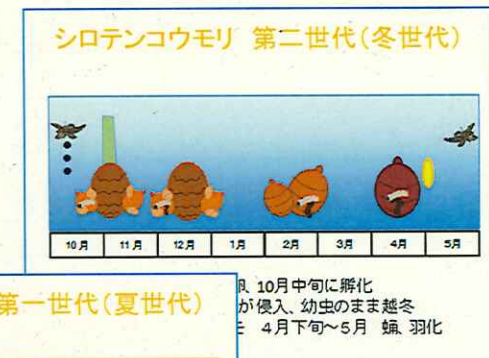 シロテンコウモリ 第二世代(冬世代)
10月 11月 12月 1月 2月 3月 4月 5月
、10月中旬に孵化
が侵入、幼虫のまま越冬
4月下旬～5月 蛹、羽化
第一世代(夏世代)